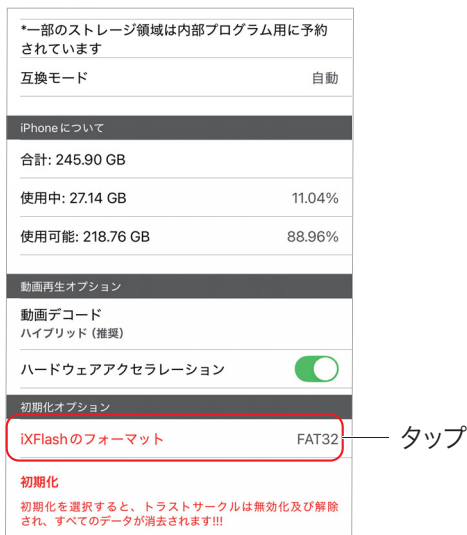 *一部のストレージ領域は内部プログラム用に予約
されています
互換モード 自動
iPhoneについて
合計: 245.90 GB
使用中: 27.14 GB 11.04%
使用可能: 218.76 GB 88.96%
動画再生オプション
動画デコード
ハイブリッド（推奨）
ハードウェアアクセラレーション
初期化オプション
iXFlashのフォーマット FAT32 タップ
初期化
初期化を選択すると、トラストサークルは無効化及び解除
され、すべてのデータが消去されます!!!